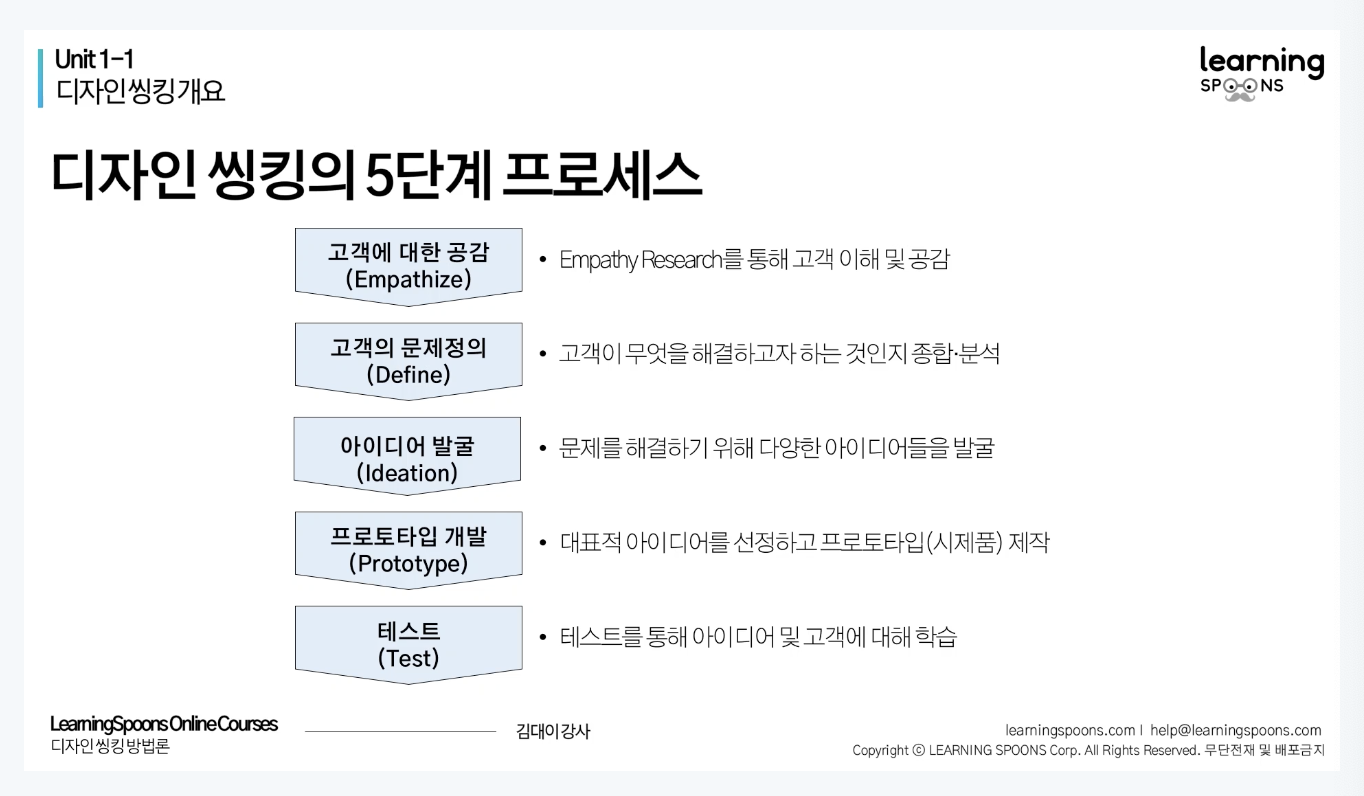 Unit 1-1
디자인 씽킹 개요
learning
SPOONS
디자인 씽킹의 5단계 프로세스
고객에 대한 공감
(Empathize)
• Empathy Research를 통해 고객 이해 및 공감
고객의 문제정의
(Define)
• 고객이 무엇을 해결하고자 하는 것인지 종합·분석
아이디어 발굴
(Ideation)
• 문제를 해결하기 위해 다양한 아이디어들을 발굴
프로토타입 개발
(Prototype)
• 대표적 아이디어를 선정하고 프로토타입(시제품) 제작
테스트
(Test)
• 테스트를 통해 아이디어 및 고객에 대해 학습
LearningSpoons Online Courses
디자인 씽킹 방법론
김대이 강사
learningspoons.com I help@learningspoons.com
Copyright ⓒ LEARNING SPOONS Corp. All Rights Reserved. 무단전재 및 배포금지